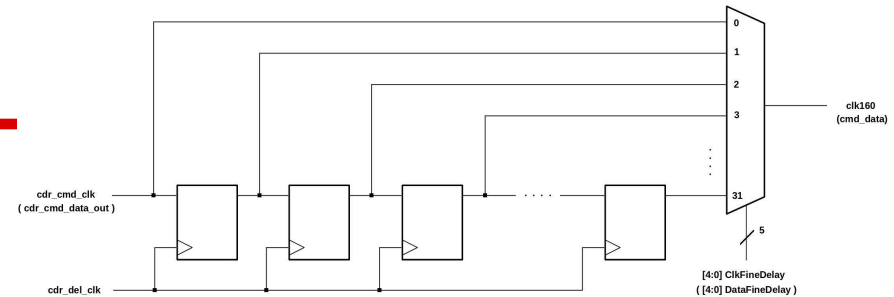 0
1
2
clk160
3
(cmd_data)
cdr_cmd_clk
31
( cdr_cmd_data_out )
5
[4:0] ClkFineDelay
cdr_del_clk
( [4:0] DataFineDelay )